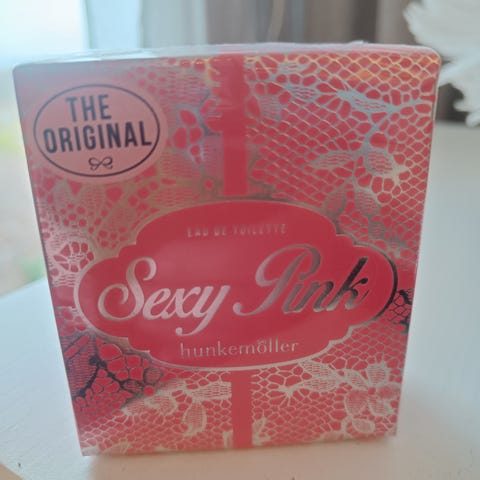 THE
ORIGINAL
EAU DE TOILETTE
Sexy Pink
hunkemöller